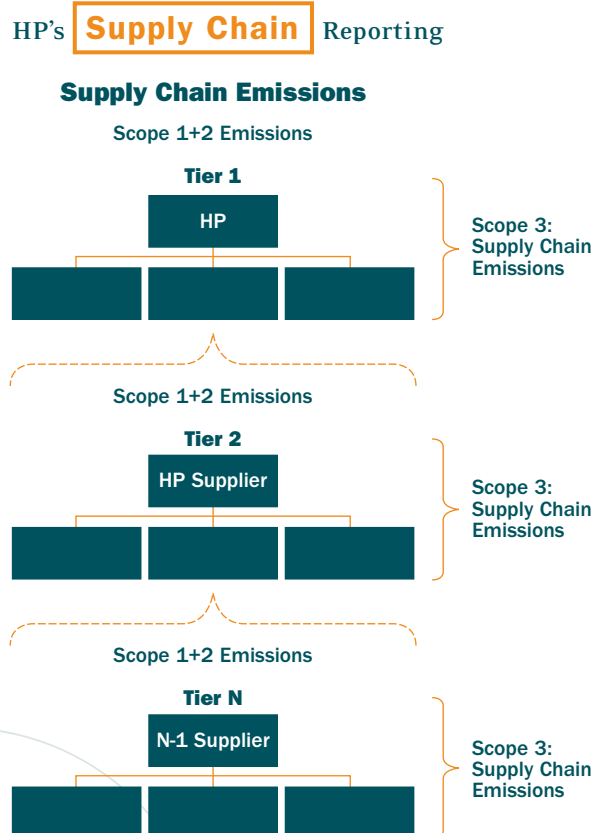 HP's Supply Chain Reporting
Supply Chain Emissions
Scope 1+2 Emissions
Tier 1
HP
Scope 3:
Supply Chain
Emissions
Scope 1+2 Emissions
Tier 2
HP Supplier
Scope 3:
Supply Chain
Emissions
Scope 1+2 Emissions
Tier N
N-1 Supplier
Scope 3:
Supply Chain
Emissions